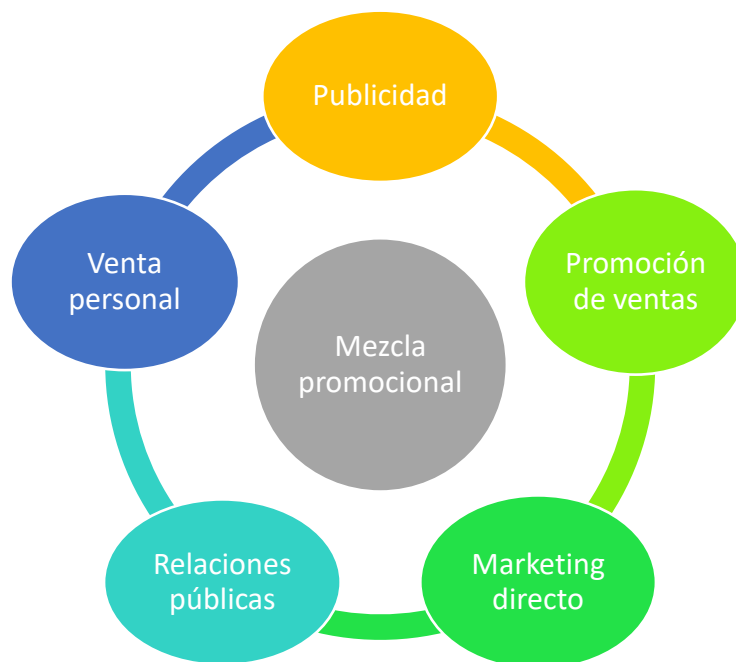 Publicidad
Promoción
de ventas
Marketing
directo
Relaciones
públicas
Venta
personal
Mezcla
promocional